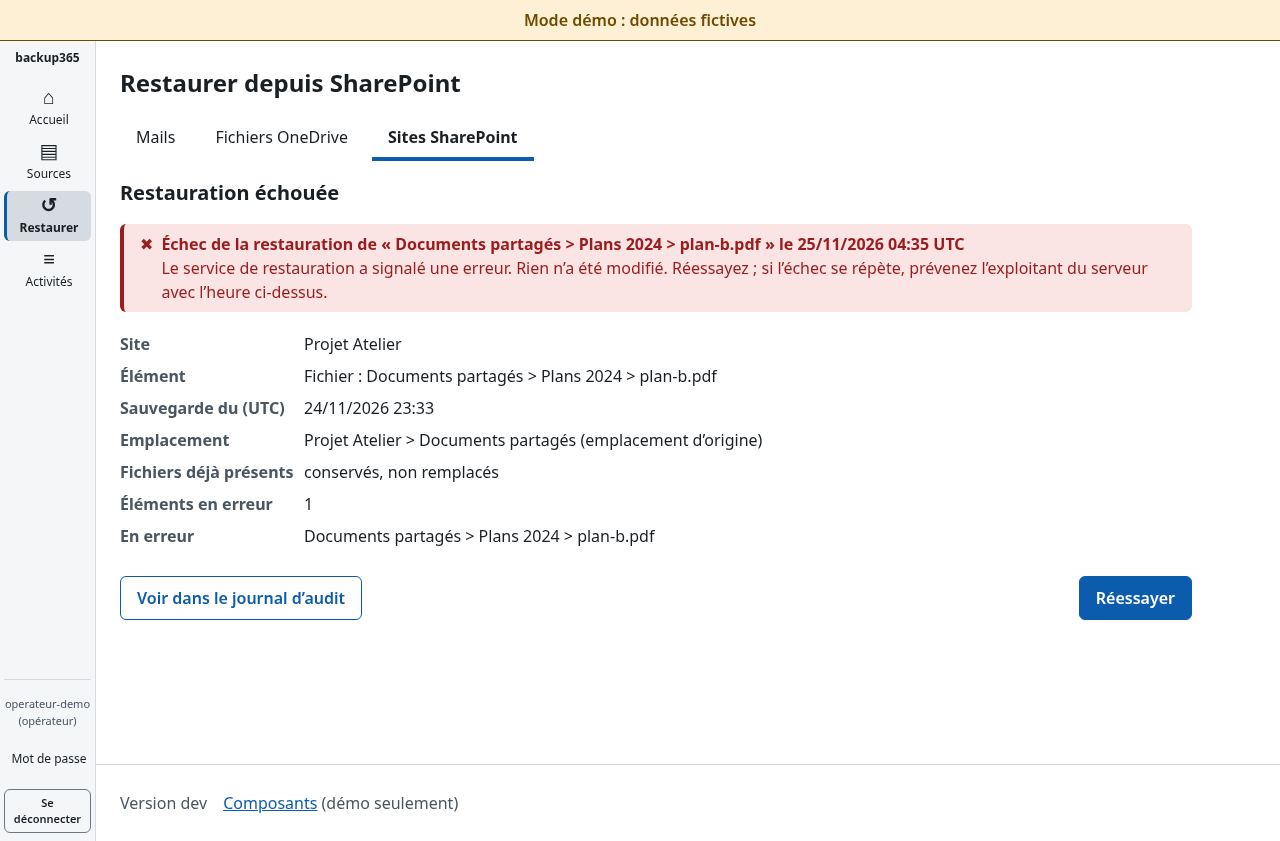 Mode démo : données fictives
backup365
Accueil
Sources
Restaurer
Activités
operateur-demo
(opérateur)
Mot de passe
Se
déconnecter
Restaurer depuis SharePoint
Mails
Fichiers OneDrive
Sites SharePoint
Restauration échouée
✖ Échec de la restauration de « Documents partagés > Plans 2024 > plan-b.pdf » le 25/11/2026 04:35 UTC
Le service de restauration a signalé une erreur. Rien n’a été modifié. Réessayez ; si l’échec se répète, prévenez l’exploitant du serveur
avec l’heure ci-dessus.
Site Projet Atelier
Élément Fichier : Documents partagés > Plans 2024 > plan-b.pdf
Sauvegarde du (UTC) 24/11/2026 23:33
Emplacement Projet Atelier > Documents partagés (emplacement d’origine)
Fichiers déjà présents conservés, non remplacés
Éléments en erreur 1
En erreur Documents partagés > Plans 2024 > plan-b.pdf
Voir dans le journal d’audit
Réessayer
Version dev Composants (démo seulement)